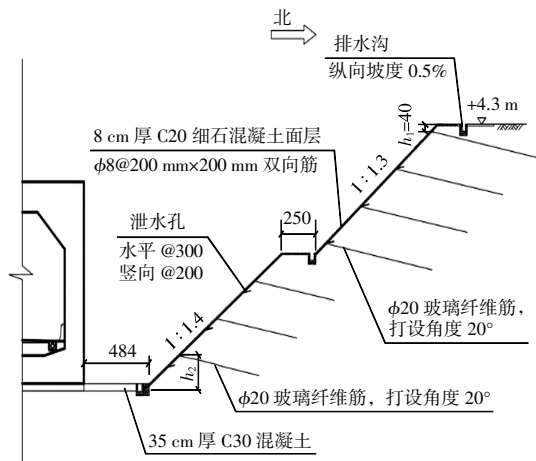 北
排水沟
纵向坡度 0.5%
+4.3 m
h₁=40
8 cm 厚 C20 细石混凝土面层
ϕ8@200 mm×200 mm 双向筋
1:1.3
泄水孔
水平 @300
竖向 @200
250
ϕ20 玻璃纤维筋，
打设角度 20°
1:1.4
484
h₂
ϕ20 玻璃纤维筋，打设角度 20°
35 cm 厚 C30 混凝土